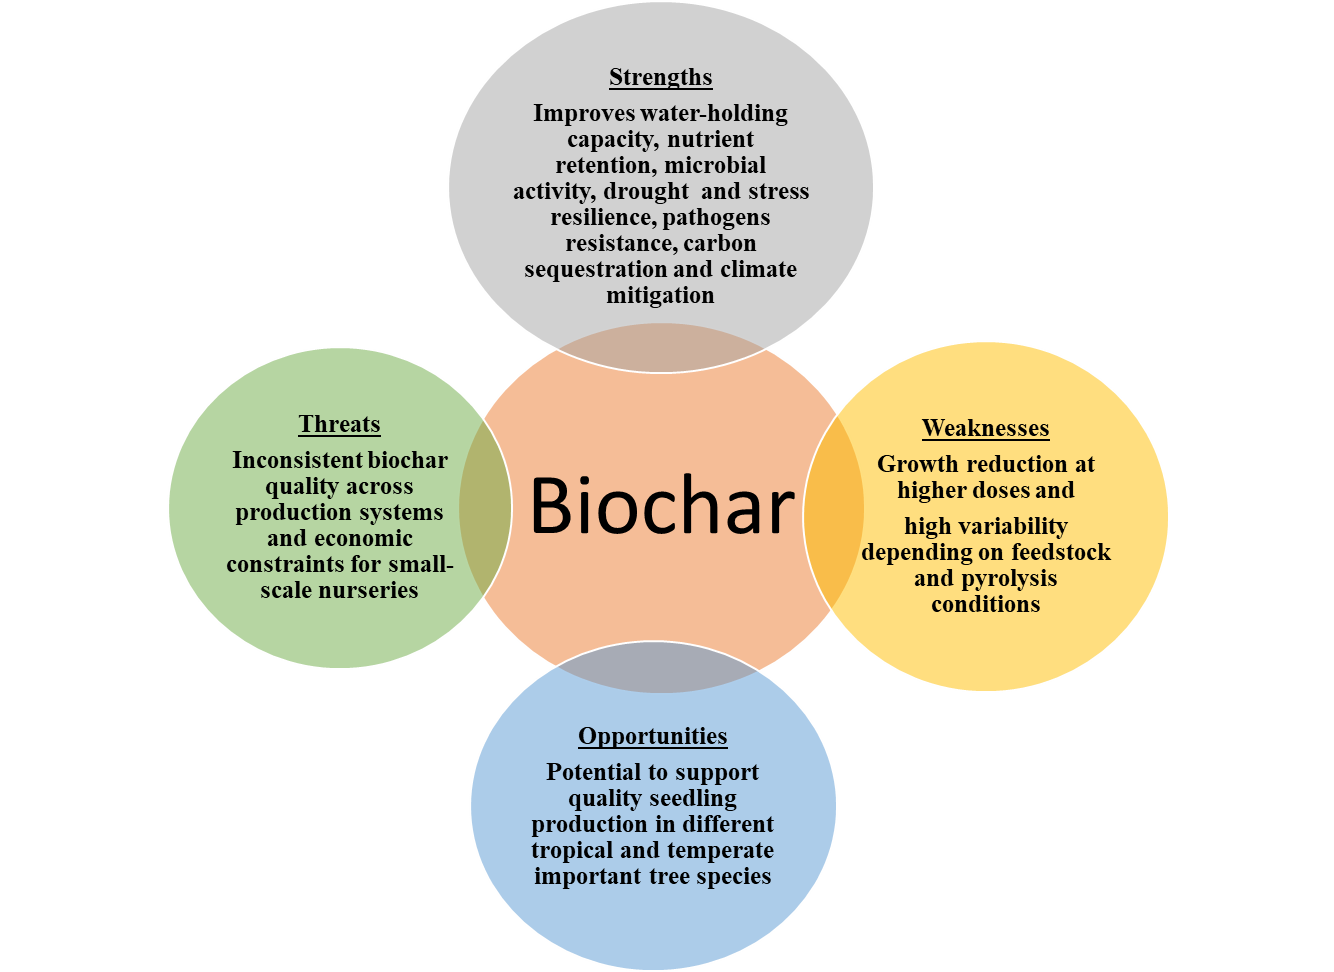 Strengths
Improves water-holding
capacity, nutrient
retention, microbial
activity, drought  and stress
resilience, pathogens
resistance, carbon
sequestration and climate
mitigation
Threats
Inconsistent biochar
quality across
production systems
and economic
constraints for small-
scale nurseries
Biochar
Weaknesses
Growth reduction at
higher doses and
high variability
depending on feedstock
and pyrolysis
conditions
Opportunities
Potential to support
quality seedling
production in different
tropical and temperate
important tree species